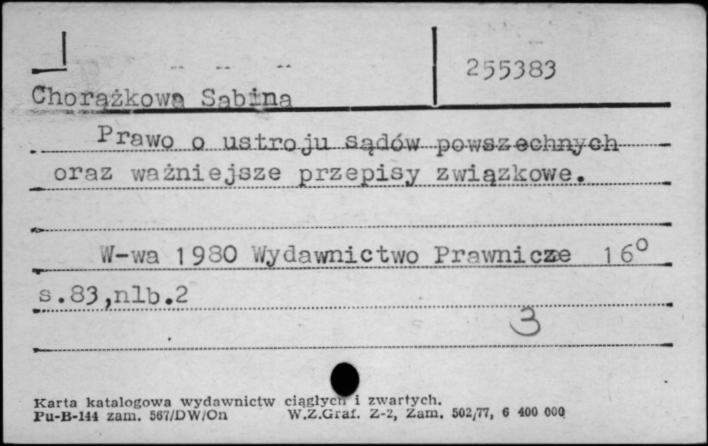 255383
Chorążkowa Sabina
Prawo o ustroju sądów powszechnych
oraz ważniejsze przepisy związkowe.
W-wa 1980 Wydawnictwo Prawnicze 16°
s.83,nlb.2
3
Karta katalogowa wydawnictw ciągłych i zwartych.
Pu-B-144 zam. 567/DW/On W.Z.Graf. Z-2, Zam. 502/77, 6 400 000